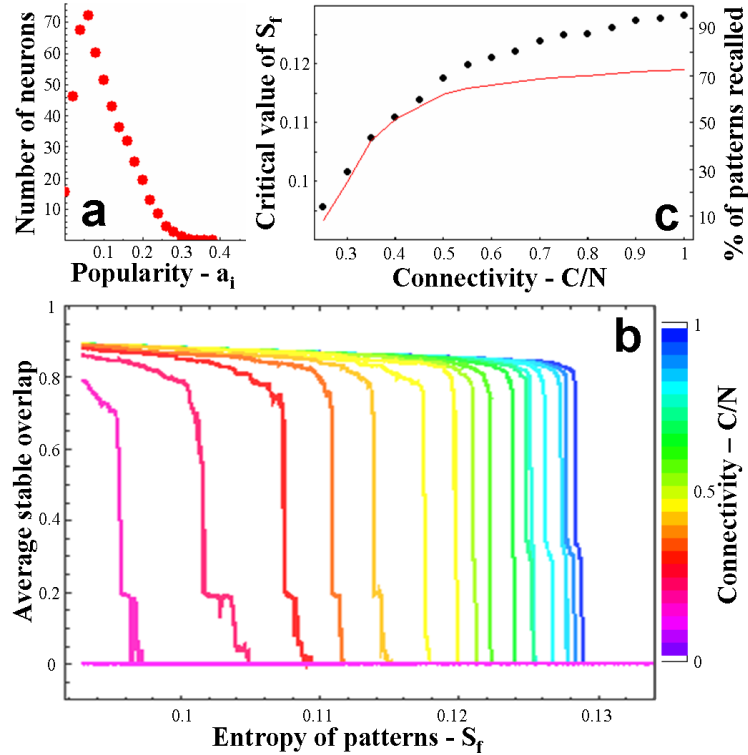 Number of neurons
70
60
50
40
30
20
10
a
0.1 0.2 0.3 0.4
Popularity - ai
Critical value of Sf
0.12
0.11
0.1
c
90
70
50
30
10
% of patterns recalled
0.3 0.4 0.5 0.6 0.7 0.8 0.9 1
Connectivity - C/N
Average stable overlap
1
0.8
0.6
0.4
0.2
0
b
0.1 0.11 0.12 0.13
Entropy of patterns - Sf
1
0.5
0
Connectivity – C/N